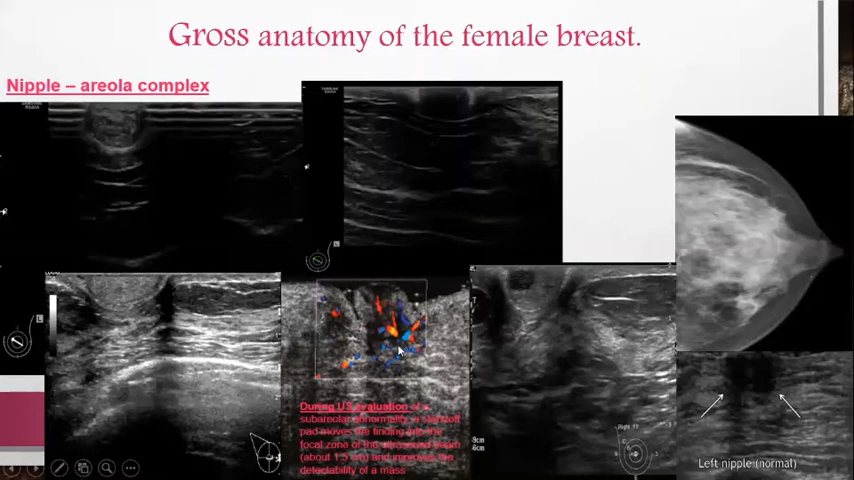 Gross anatomy of the female breast.
Nipple – areola complex
L
L
During US evaluation of a
subareolar abnormality, a standoff
pad moves the finding into the
focal zone of the ultrasound beam
(about 1.5 cm) and improves the
detectability of a mass
Right
Left nipple (normal)